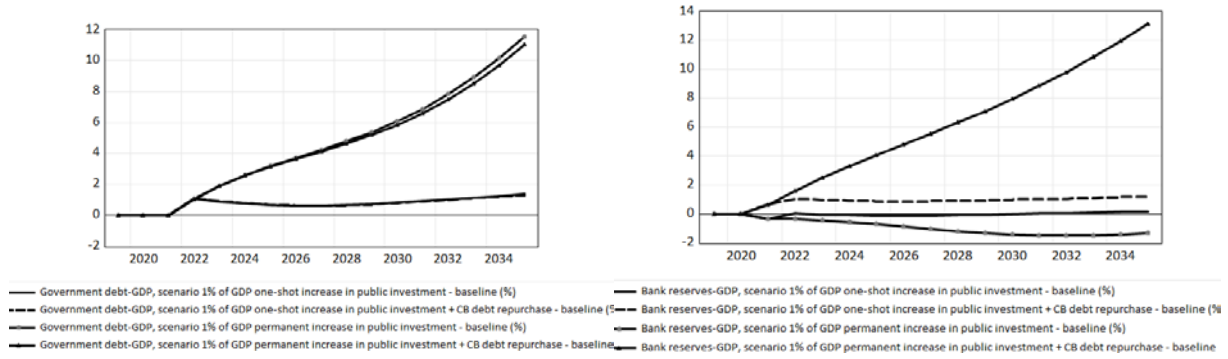 12
10
8
6
4
2
0
-2
2020 2022 2024 2026 2028 2030 2032 2034
Government debt-GDP, scenario 1% of GDP one-shot increase in public investment - baseline (%)
Government debt-GDP, scenario 1% of GDP one-shot increase in public investment + CB debt repurchase - baseline (%
Government debt-GDP, scenario 1% of GDP permanent increase in public investment - baseline (%)
Government debt-GDP, scenario 1% of GDP permanent increase in public investment + CB debt repurchase - baseline
14
12
10
8
6
4
2
0
-2
2020 2022 2024 2026 2028 2030 2032 2034
Bank reserves-GDP, scenario 1% of GDP one-shot increase in public investment - baseline (%)
Bank reserves-GDP, scenario 1% of GDP one-shot increase in public investment + CB debt repurchase - baseline (%
Bank reserves-GDP, scenario 1% of GDP permanent increase in public investment - baseline (%)
Bank reserves-GDP, scenario 1% of GDP permanent increase in public investment + CB debt repurchase - baseline